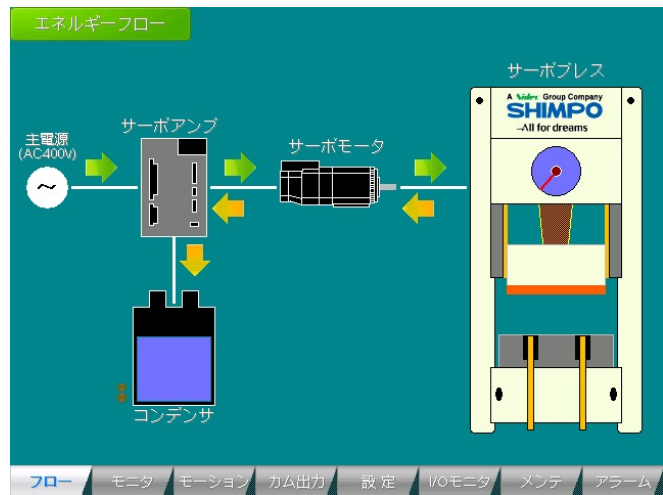 エネルギーフロー
サーボプレス
A Nidec Group Company
SHIMPO
–All for dreams
サーボアンプ
主電源
(AC400V)
サーボモータ
~
コンデンサ
フロー
モニタ
モーション
カム出力
設 定
I/Oモニタ
メンテ
アラーム